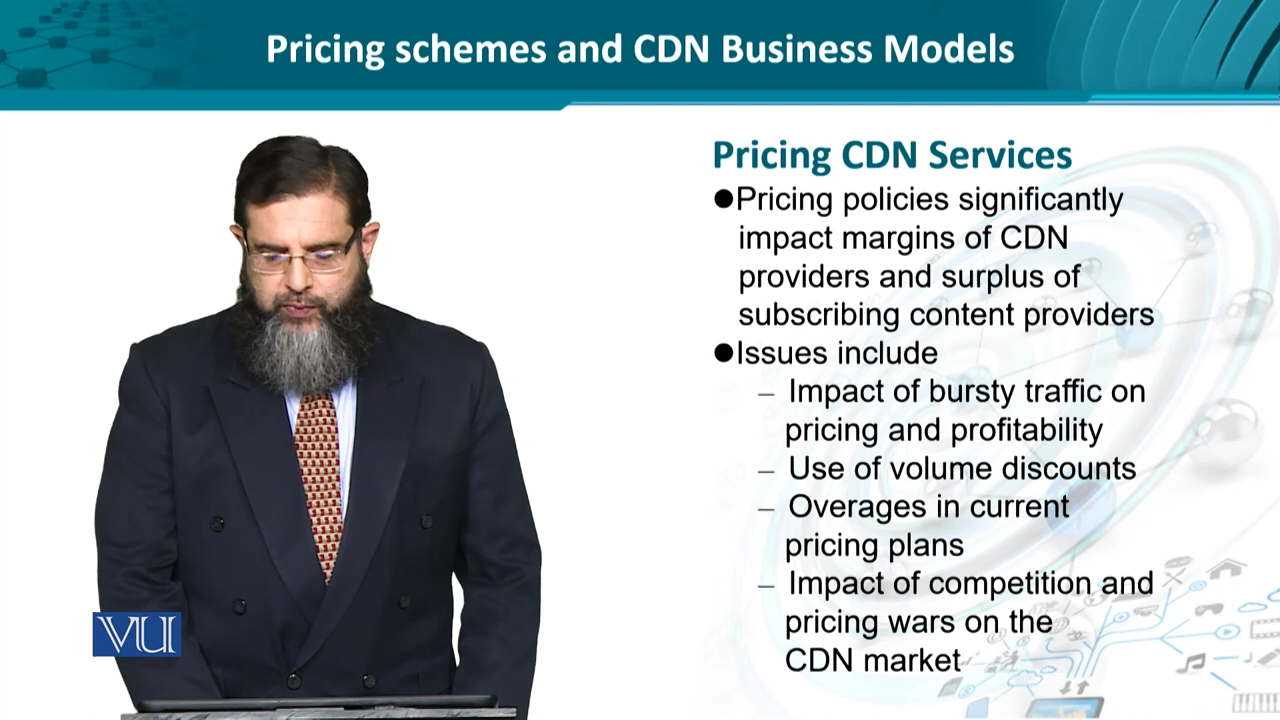 Pricing schemes and CDN Business Models
Pricing CDN Services
●Pricing policies significantly
impact margins of CDN
providers and surplus of
subscribing content providers
●Issues include
– Impact of bursty traffic on
pricing and profitability
– Use of volume discounts
– Overages in current
pricing plans
– Impact of competition and
pricing wars on the
CDN market
VU